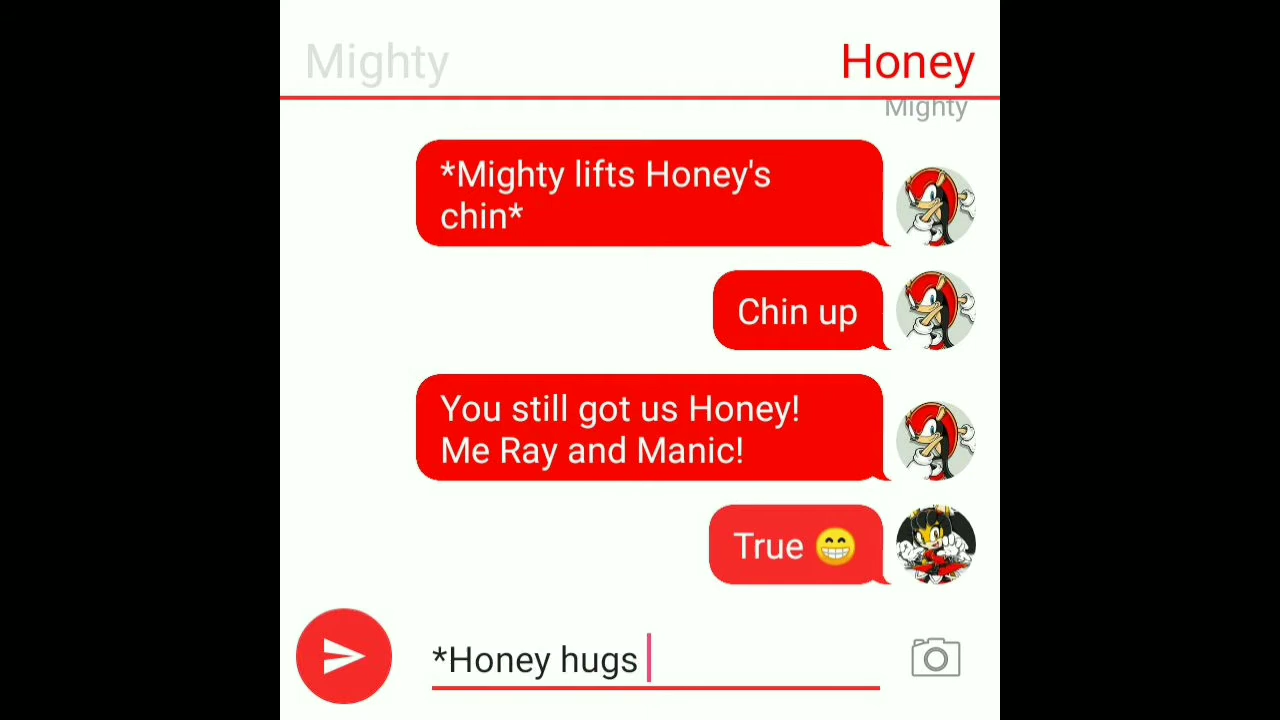 Mighty
Honey
Mighty
*Mighty lifts Honey's
chin*
Chin up
You still got us Honey!
Me Ray and Manic!
True 😁
*Honey hugs